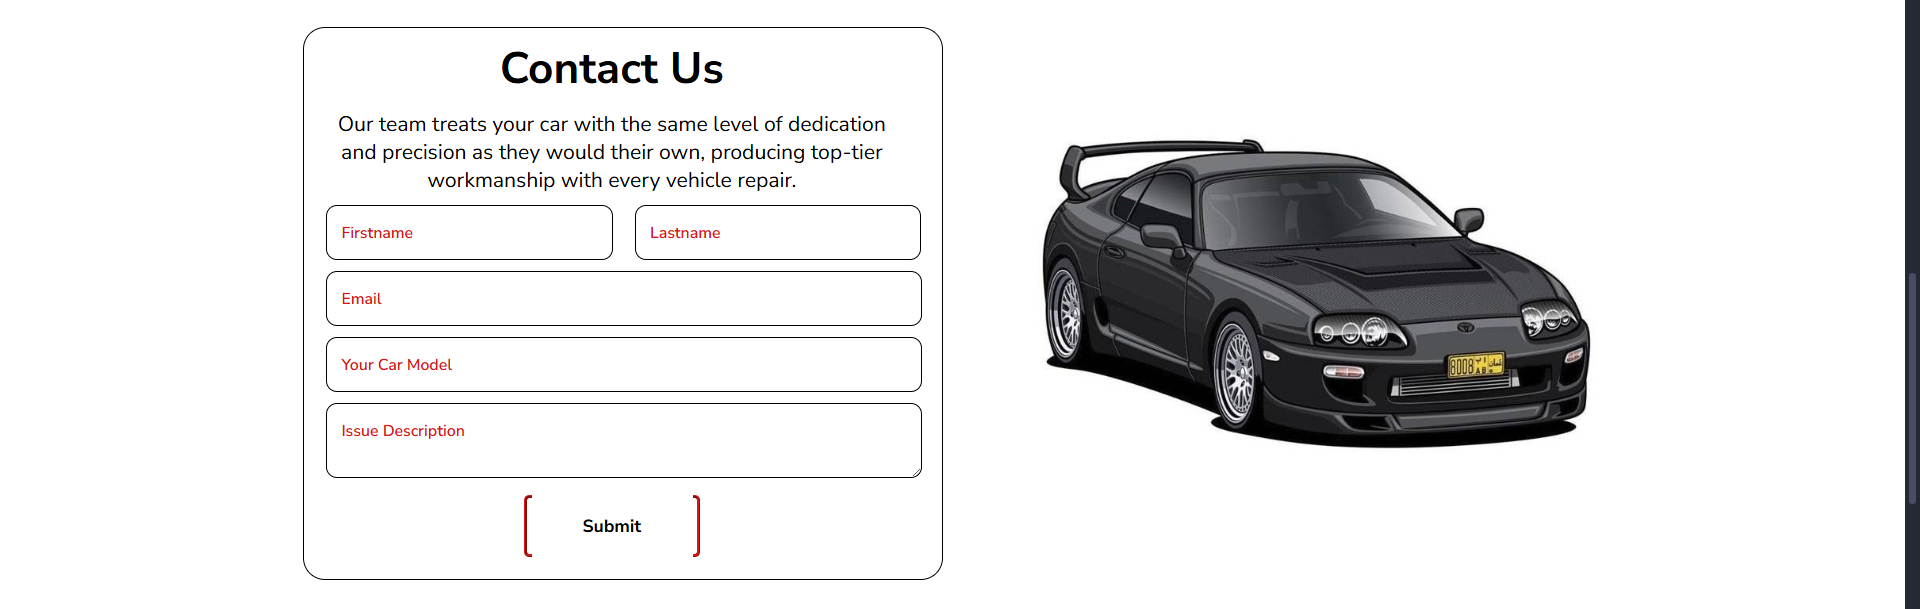 Contact Us
Our team treats your car with the same level of dedication
and precision as they would their own, producing top-tier
workmanship with every vehicle repair.
Firstname
Lastname
Email
Your Car Model
Issue Description
Submit
8008